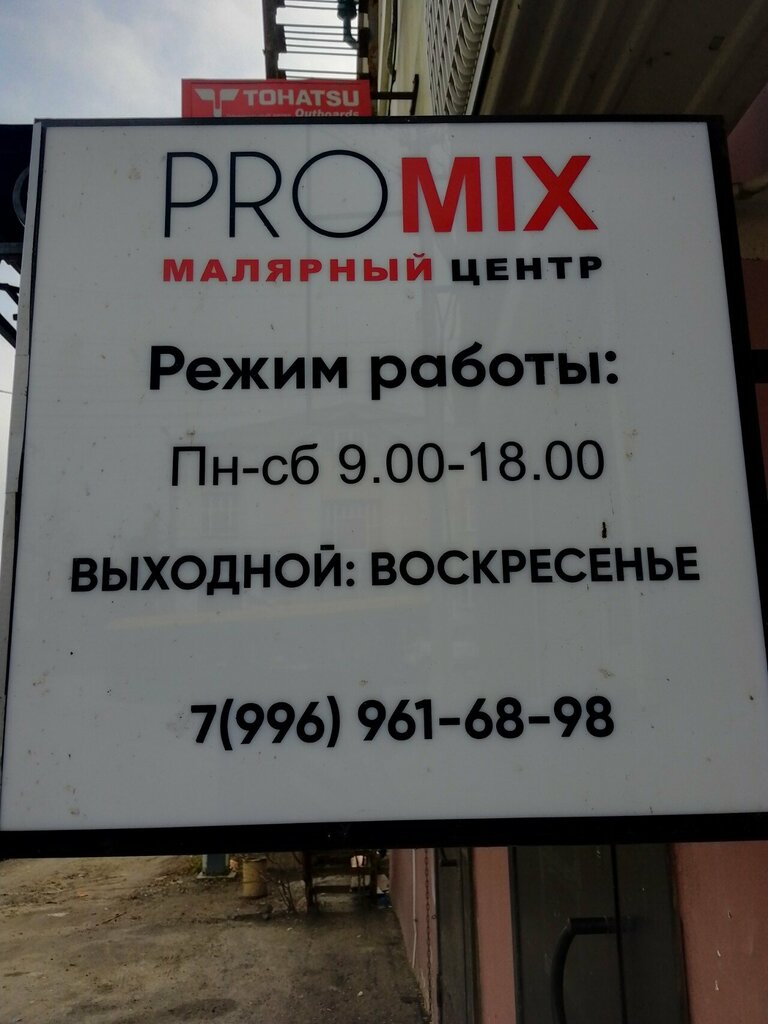 TOHATSU
Outboards
PROMIX
МАЛЯРНЫЙ ЦЕНТР
Режим работы:
Пн-сб 9.00-18.00
ВЫХОДНОЙ: ВОСКРЕСЕНЬЕ
7(996) 961-68-98